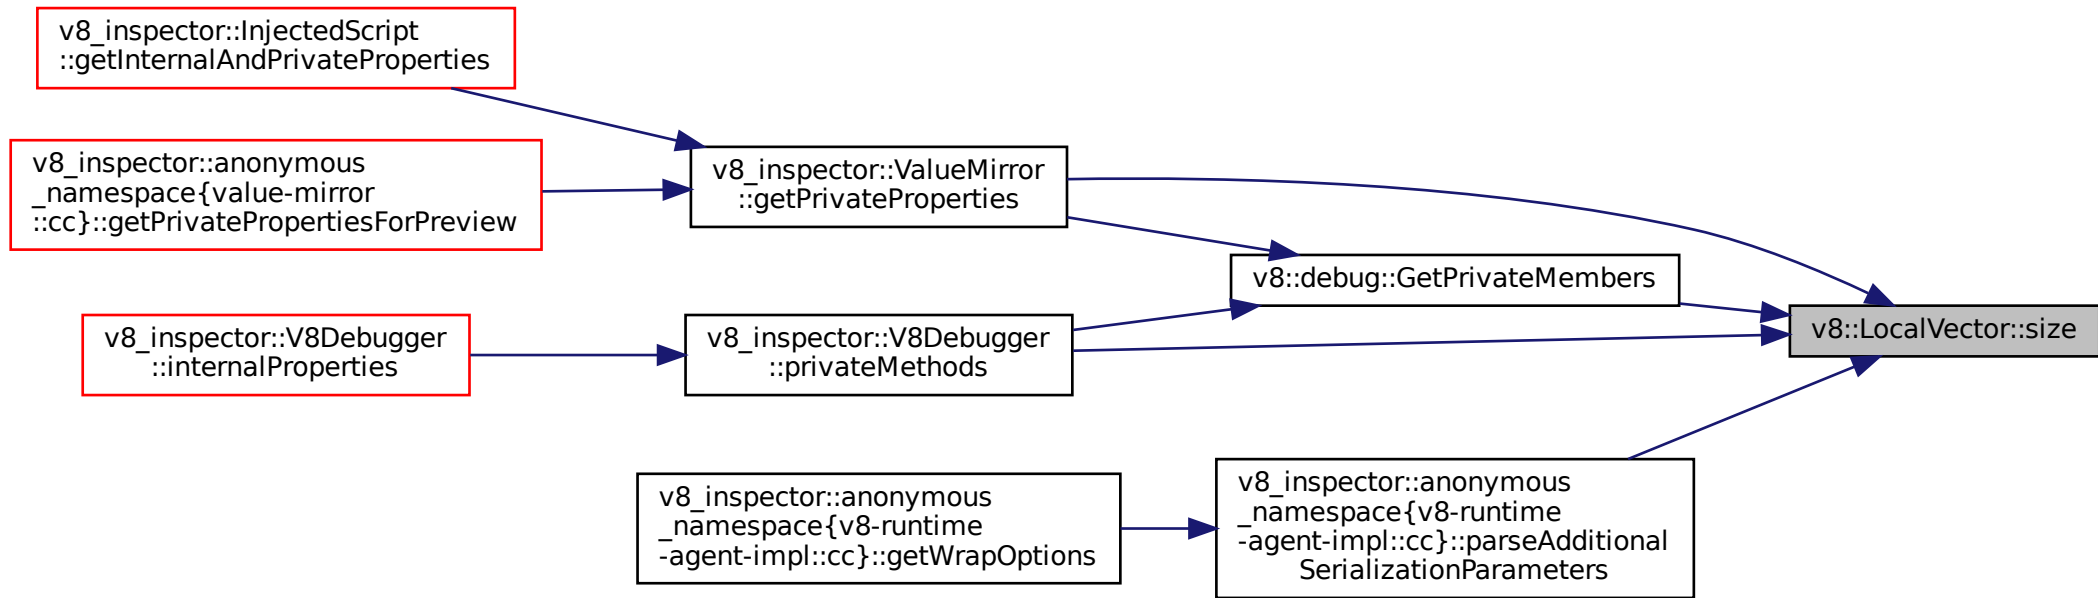 v8_inspector::InjectedScript
::getInternalAndPrivateProperties
v8_inspector::anonymous
_namespace{value-mirror
::cc}::getPrivatePropertiesForPreview
v8_inspector::ValueMirror
::getPrivateProperties
v8::debug::GetPrivateMembers
v8::LocalVector::size
v8_inspector::V8Debugger
::internalProperties
v8_inspector::V8Debugger
::privateMethods
v8_inspector::anonymous
_namespace{v8-runtime
-agent-impl::cc}::getWrapOptions
v8_inspector::anonymous
_namespace{v8-runtime
-agent-impl::cc}::parseAdditional
SerializationParameters